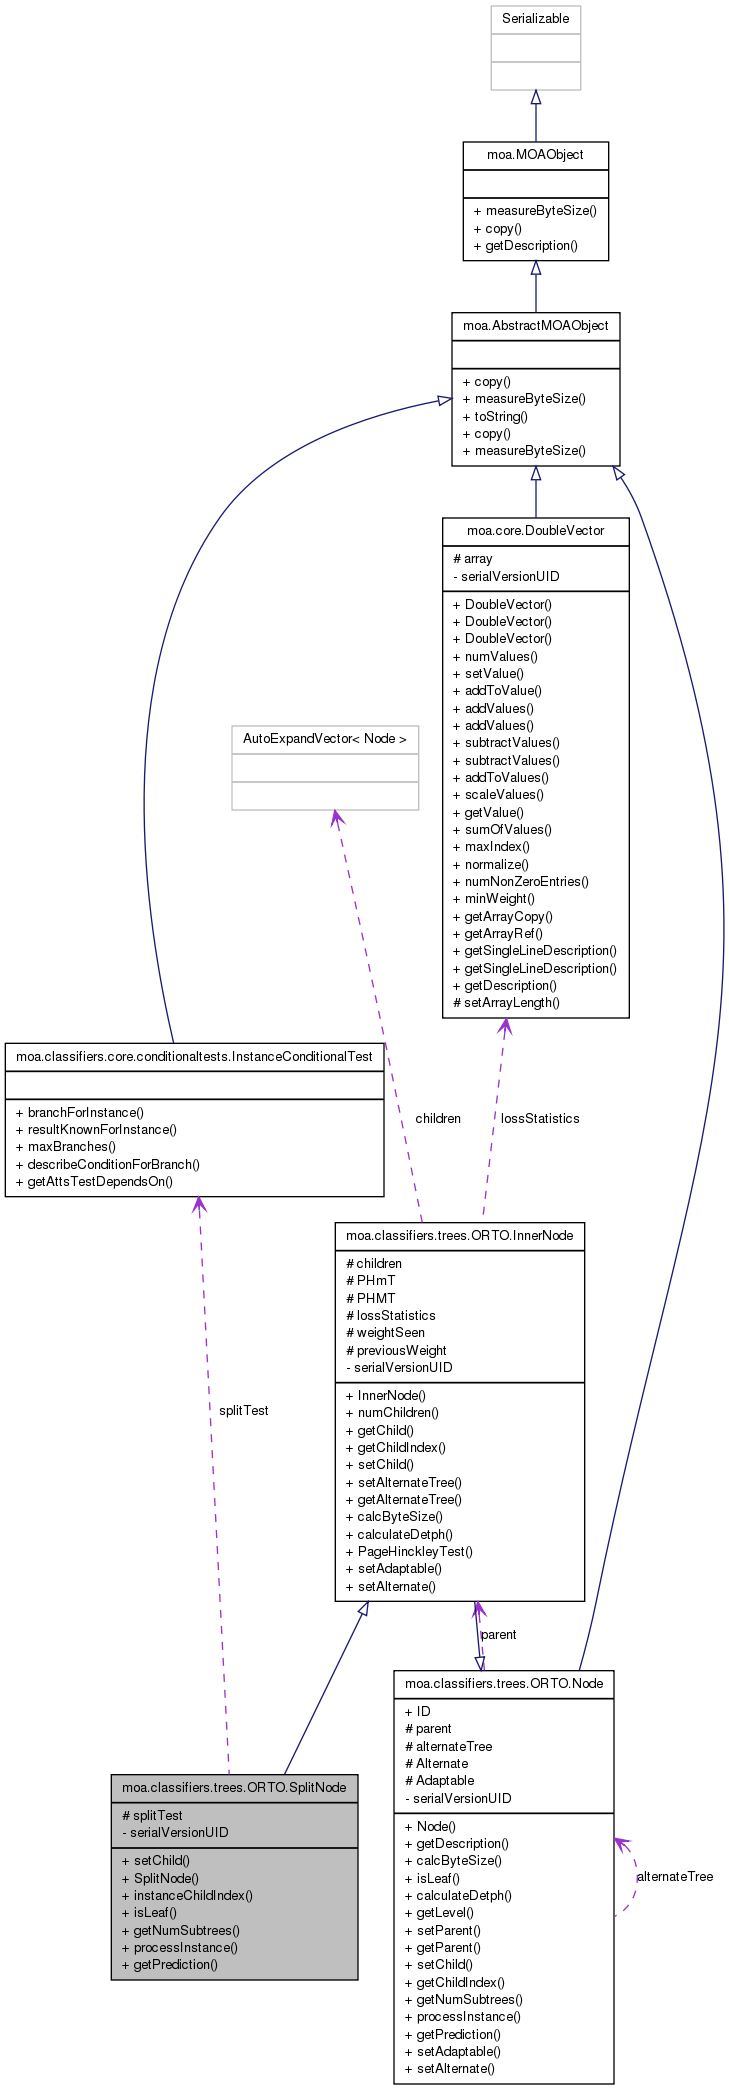 Serializable
moa.MOAObject
+ measureByteSize()
+ copy()
+ getDescription()
moa.AbstractMOAObject
+ copy()
+ measureByteSize()
+ toString()
+ copy()
+ measureByteSize()
moa.core.DoubleVector
# array
- serialVersionUID
+ DoubleVector()
+ DoubleVector()
+ DoubleVector()
+ numValues()
+ setValue()
+ addToValue()
+ addValues()
+ addValues()
+ subtractValues()
+ subtractValues()
+ addToValues()
+ scaleValues()
+ getValue()
+ sumOfValues()
+ maxIndex()
+ normalize()
+ numNonZeroEntries()
+ minWeight()
+ getArrayCopy()
+ getArrayRef()
+ getSingleLineDescription()
+ getSingleLineDescription()
+ getDescription()
# setArrayLength()
AutoExpandVector< Node >
moa.classifiers.core.conditionaltests.InstanceConditionalTest
+ branchForInstance()
+ resultKnownForInstance()
+ maxBranches()
+ describeConditionForBranch()
+ getAttsTestDependsOn()
children
lossStatistics
moa.classifiers.trees.ORTO.InnerNode
# children
# PHmT
# PHMT
# lossStatistics
# weightSeen
# previousWeight
- serialVersionUID
+ InnerNode()
+ numChildren()
+ getChild()
+ getChildIndex()
+ setChild()
+ setAlternateTree()
+ getAlternateTree()
+ calcByteSize()
+ calculateDetph()
+ PageHinckleyTest()
+ setAdaptable()
+ setAlternate()
splitTest
parent
moa.classifiers.trees.ORTO.Node
+ ID
# parent
# alternateTree
# Alternate
# Adaptable
- serialVersionUID
+ Node()
+ getDescription()
+ calcByteSize()
+ isLeaf()
+ calculateDetph()
+ getLevel()
+ setParent()
+ getParent()
+ setChild()
+ getChildIndex()
+ getNumSubtrees()
+ processInstance()
+ getPrediction()
+ setAdaptable()
+ setAlternate()
alternateTree
moa.classifiers.trees.ORTO.SplitNode
# splitTest
- serialVersionUID
+ setChild()
+ SplitNode()
+ instanceChildIndex()
+ isLeaf()
+ getNumSubtrees()
+ processInstance()
+ getPrediction()